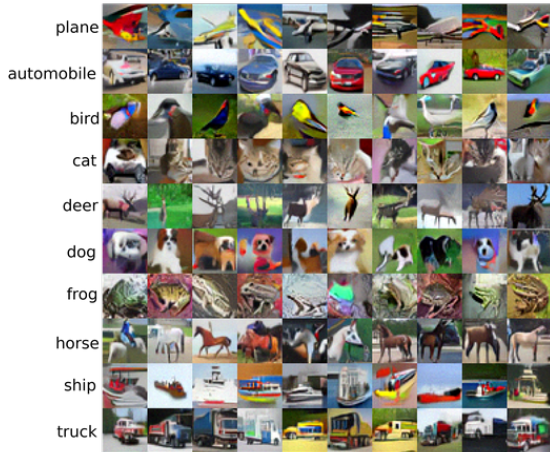 plane
automobile
bird
cat
deer
dog
frog
horse
ship
truck